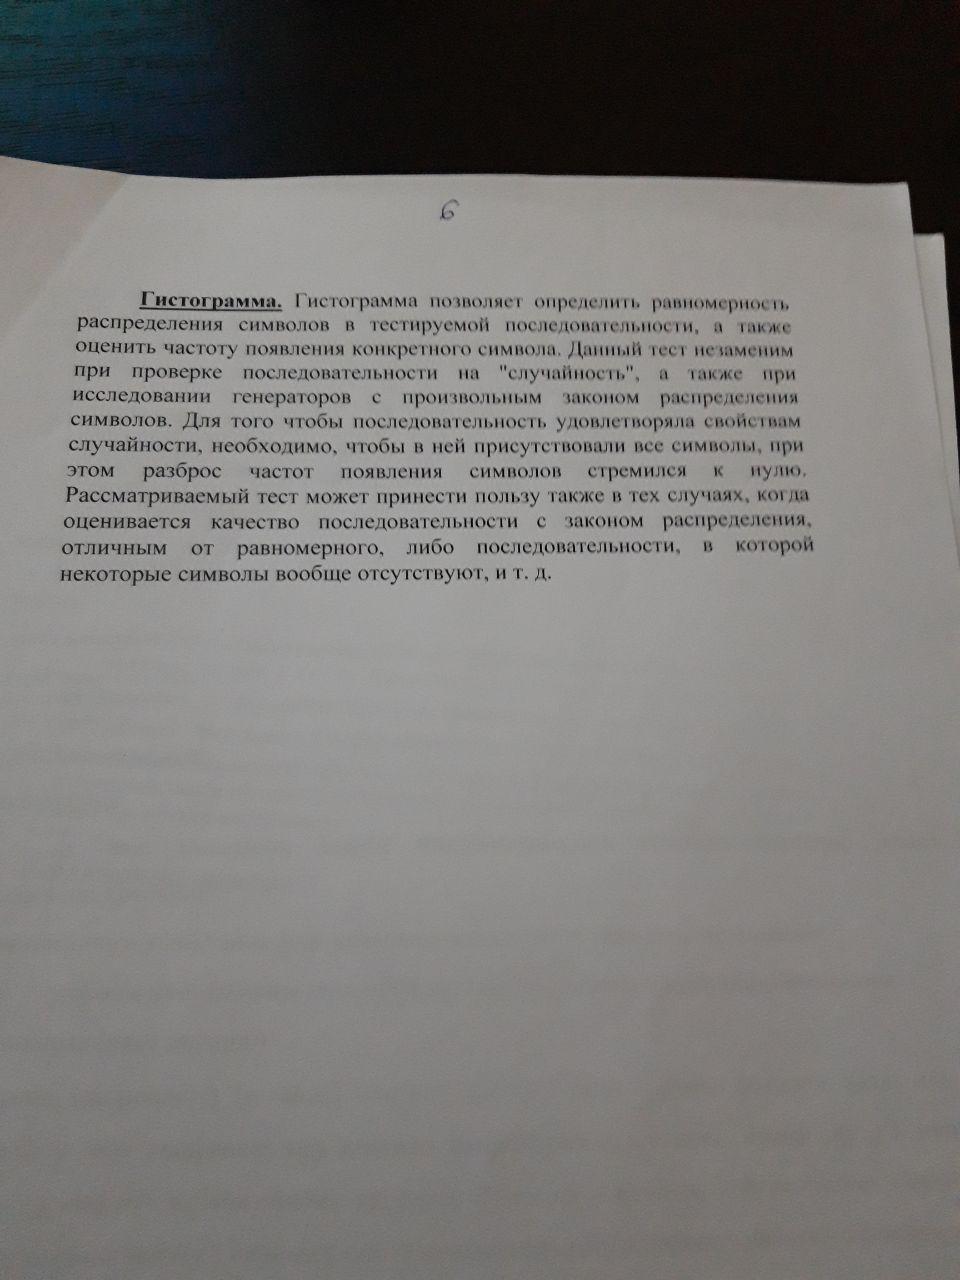 6
Гистограмма. Гистограмма позволяет определить равномерность
распределения символов в тестируемой последовательности, а также
оценить частоту появления конкретного символа. Данный тест незаменим
при проверке последовательности на "случайность", а также при
исследовании генераторов с произвольным законом распределения
символов. Для того чтобы последовательность удовлетворяла свойствам
случайности, необходимо, чтобы в ней присутствовали все символы, при
этом разброс частот появления символов стремился к нулю.
Рассматриваемый тест может принести пользу также в тех случаях, когда
оценивается качество последовательности с законом распределения,
отличным от равномерного, либо последовательности, в которой
некоторые символы вообще отсутствуют, и т. д.